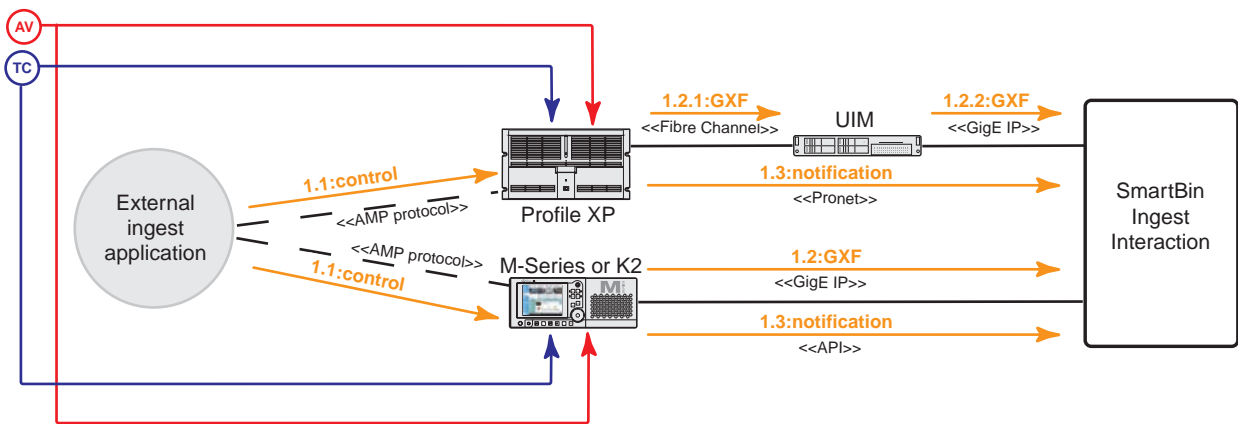 AV
TC
External
ingest
application
1.1:control
<<AMP protocol>>
<<AMP protocol>>
1.1:control
Profile XP
M-Series or K2
M
1.2.1:GXF
<<Fibre Channel>>
UIM
1.2.2:GXF
<<GigE IP>>
1.3:notification
<<Pronet>>
1.2:GXF
<<GigE IP>>
1.3:notification
<<API>>
SmartBin
Ingest
Interaction